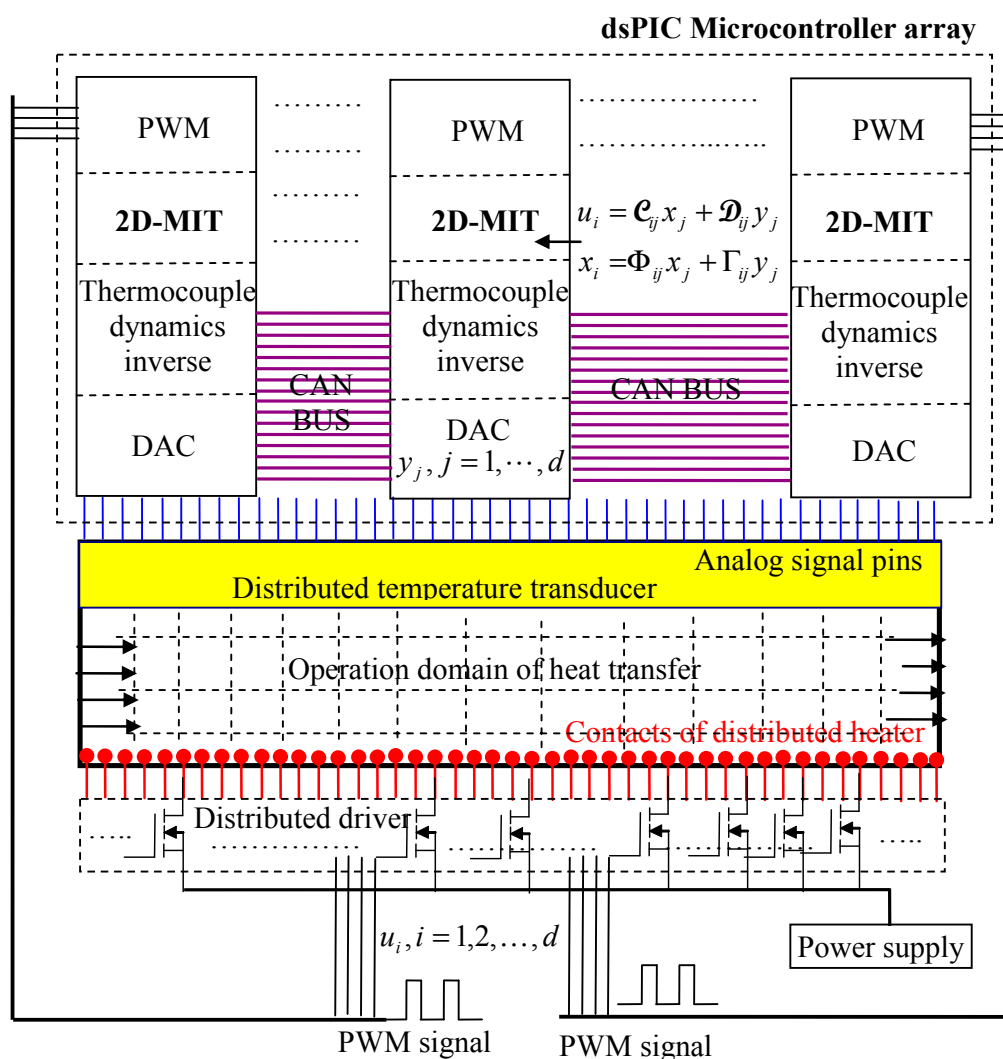 dsPIC Microcontroller array
PWM
PWM
PWM
2D-MIT
2D-MIT
2D-MIT
u_i = 𝓒_ij x_j + 𝓓_ij y_j
x_i = Φ_ij x_j + Γ_ij y_j
Thermocouple
dynamics
inverse
Thermocouple
dynamics
inverse
Thermocouple
dynamics
inverse
CAN
BUS
CAN BUS
DAC
DAC
y_j, j = 1, ⋯, d
DAC
Analog signal pins
Distributed temperature transducer
Operation domain of heat transfer
Contacts of distributed heater
Distributed driver
u_i, i = 1,2, …, d
Power supply
PWM signal
PWM signal